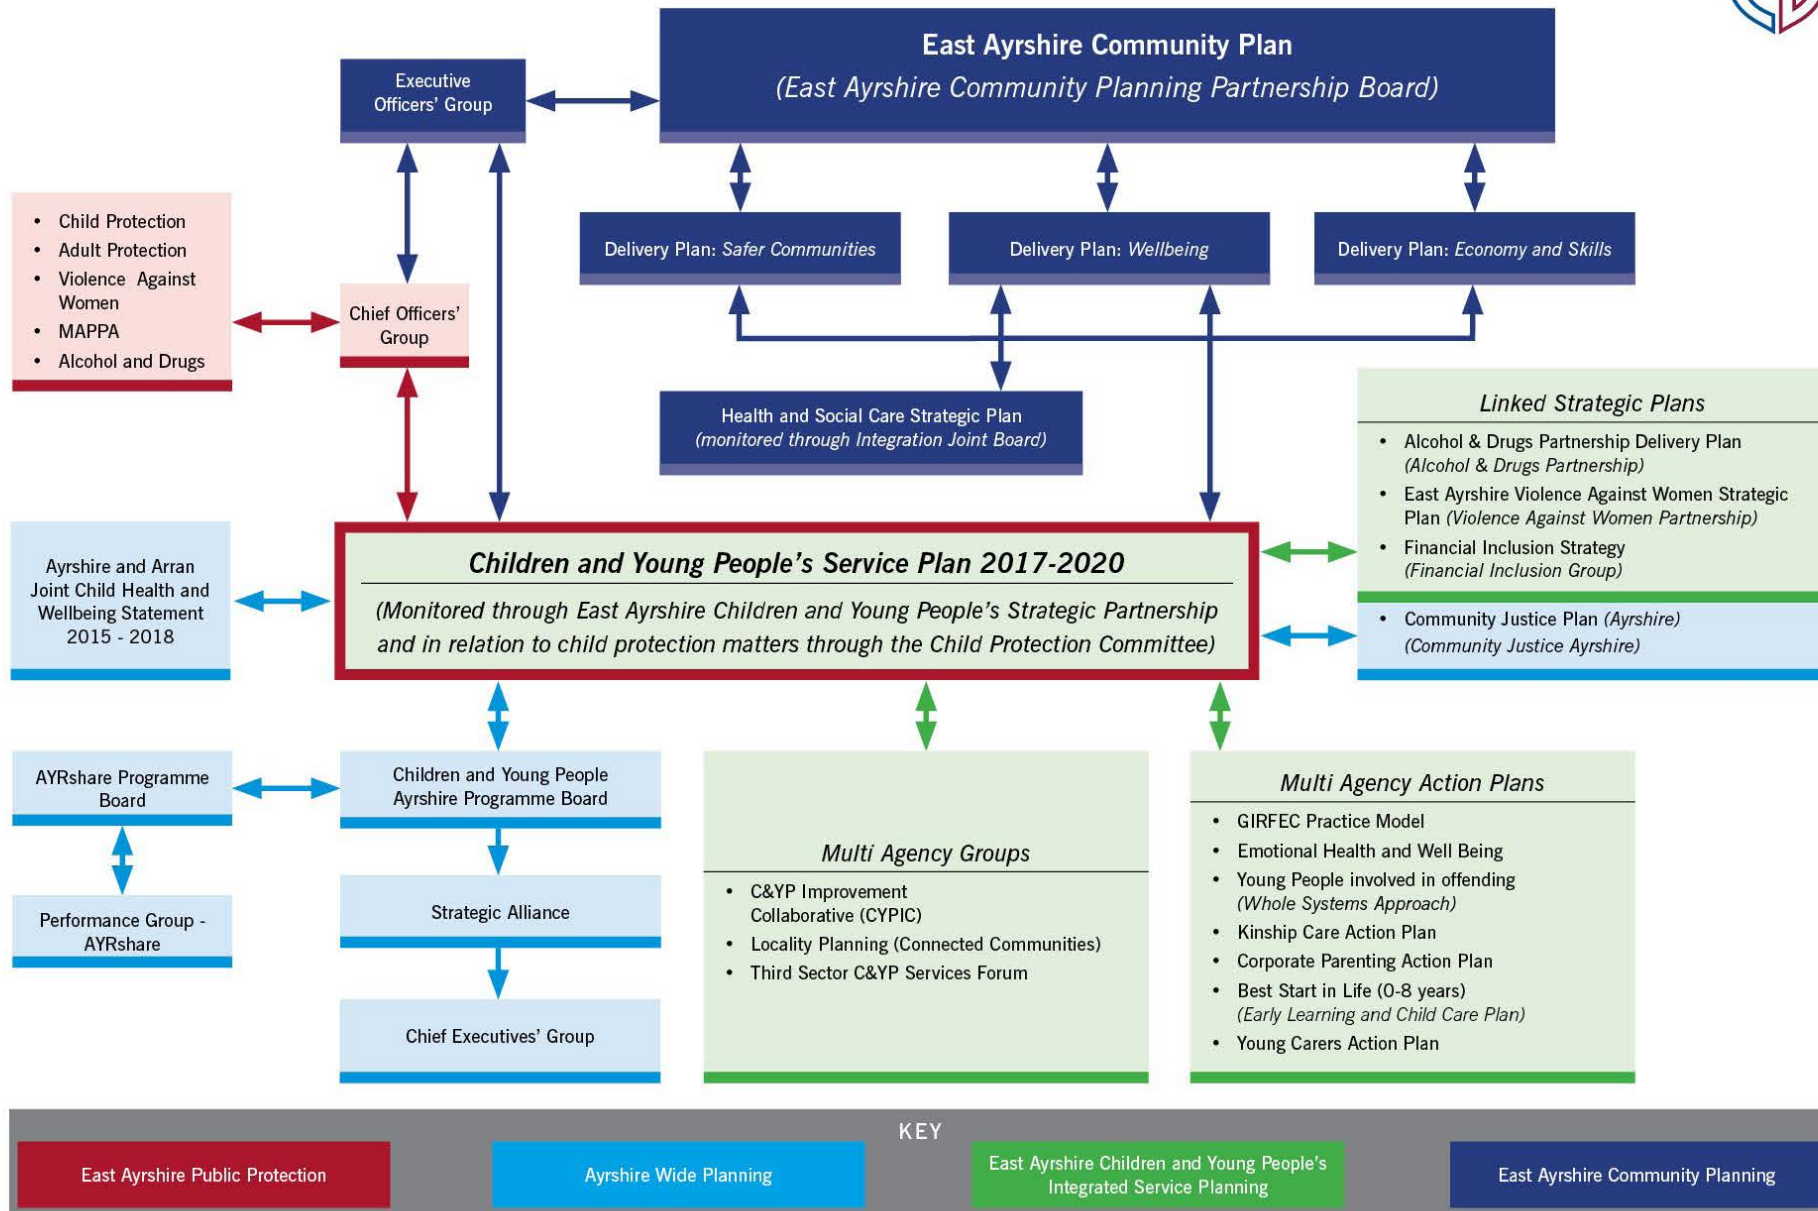 East Ayrshire Community Plan
(East Ayrshire Community Planning Partnership Board)
Executive
Officers' Group
• Child Protection
• Adult Protection
• Violence Against
Women
• MAPPA
• Alcohol and Drugs
Chief Officers'
Group
Delivery Plan: Safer Communities
Delivery Plan: Wellbeing
Delivery Plan: Economy and Skills
Health and Social Care Strategic Plan
(monitored through Integration Joint Board)
Linked Strategic Plans
• Alcohol & Drugs Partnership Delivery Plan
(Alcohol & Drugs Partnership)
• East Ayrshire Violence Against Women Strategic
Plan (Violence Against Women Partnership)
• Financial Inclusion Strategy
(Financial Inclusion Group)
• Community Justice Plan (Ayrshire)
(Community Justice Ayrshire)
Ayrshire and Arran
Joint Child Health and
Wellbeing Statement
2015 - 2018
Children and Young People's Service Plan 2017-2020
(Monitored through East Ayrshire Children and Young People's Strategic Partnership
and in relation to child protection matters through the Child Protection Committee)
AYRshare Programme
Board
Children and Young People
Ayrshire Programme Board
Performance Group -
AYRshare
Strategic Alliance
Chief Executives' Group
Multi Agency Groups
• C&YP Improvement
Collaborative (CYPIC)
• Locality Planning (Connected Communities)
• Third Sector C&YP Services Forum
Multi Agency Action Plans
• GIRFEC Practice Model
• Emotional Health and Well Being
• Young People involved in offending
(Whole Systems Approach)
• Kinship Care Action Plan
• Corporate Parenting Action Plan
• Best Start in Life (0-8 years)
(Early Learning and Child Care Plan)
• Young Carers Action Plan
KEY
East Ayrshire Public Protection
Ayrshire Wide Planning
East Ayrshire Children and Young People's
Integrated Service Planning
East Ayrshire Community Planning